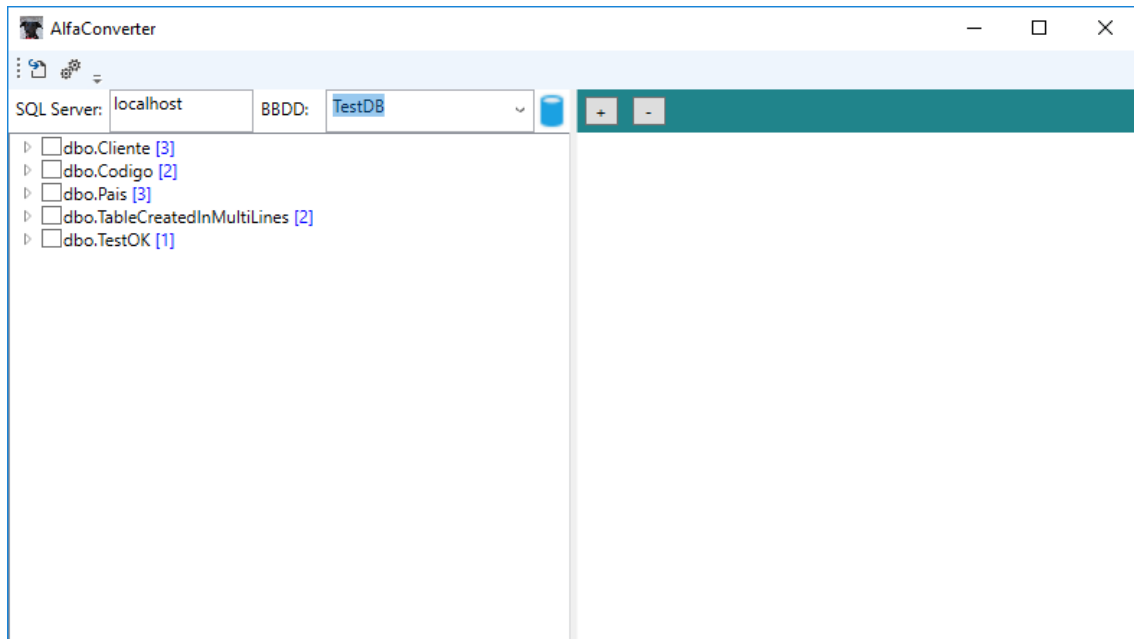 AlfaConverter
SQL Server: localhost BBDD: TestDB + -
dbo.Cliente [3]
dbo.Codigo [2]
dbo.Pais [3]
dbo.TableCreatedInMultiLines [2]
dbo.TestOK [1]